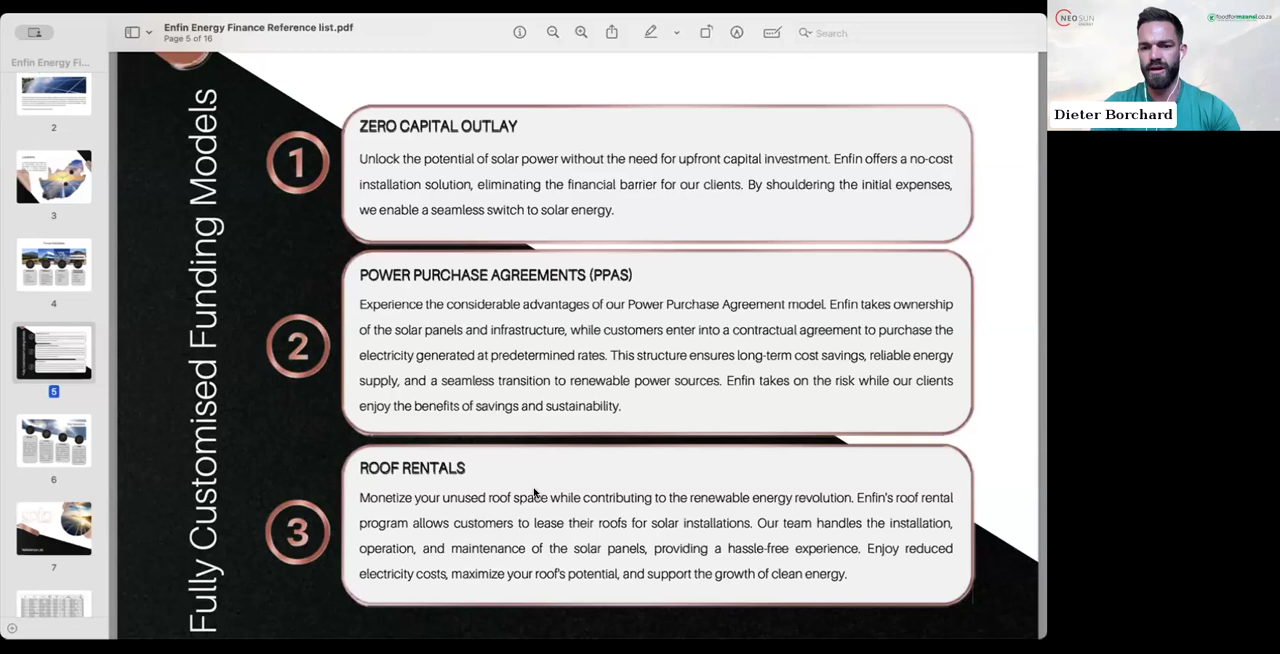 Enfin Energy Finance Reference list.pdf
Page 5 of 16
Search
Enfin Energy Fi...
2
3
4
5
6
7
Fully Customised Funding Models
1
ZERO CAPITAL OUTLAY
Unlock the potential of solar power without the need for upfront capital investment. Enfin offers a no-cost
installation solution, eliminating the financial barrier for our clients. By shouldering the initial expenses,
we enable a seamless switch to solar energy.
2
POWER PURCHASE AGREEMENTS (PPAS)
Experience the considerable advantages of our Power Purchase Agreement model. Enfin takes ownership
of the solar panels and infrastructure, while customers enter into a contractual agreement to purchase the
electricity generated at predetermined rates. This structure ensures long-term cost savings, reliable energy
supply, and a seamless transition to renewable power sources. Enfin takes on the risk while our clients
enjoy the benefits of savings and sustainability.
3
ROOF RENTALS
Monetize your unused roof space while contributing to the renewable energy revolution. Enfin's roof rental
program allows customers to lease their roofs for solar installations. Our team handles the installation,
operation, and maintenance of the solar panels, providing a hassle-free experience. Enjoy reduced
electricity costs, maximize your roof's potential, and support the growth of clean energy.
NEOSUN
ENERGY
foodformzansi.co.za
Dieter Borchard